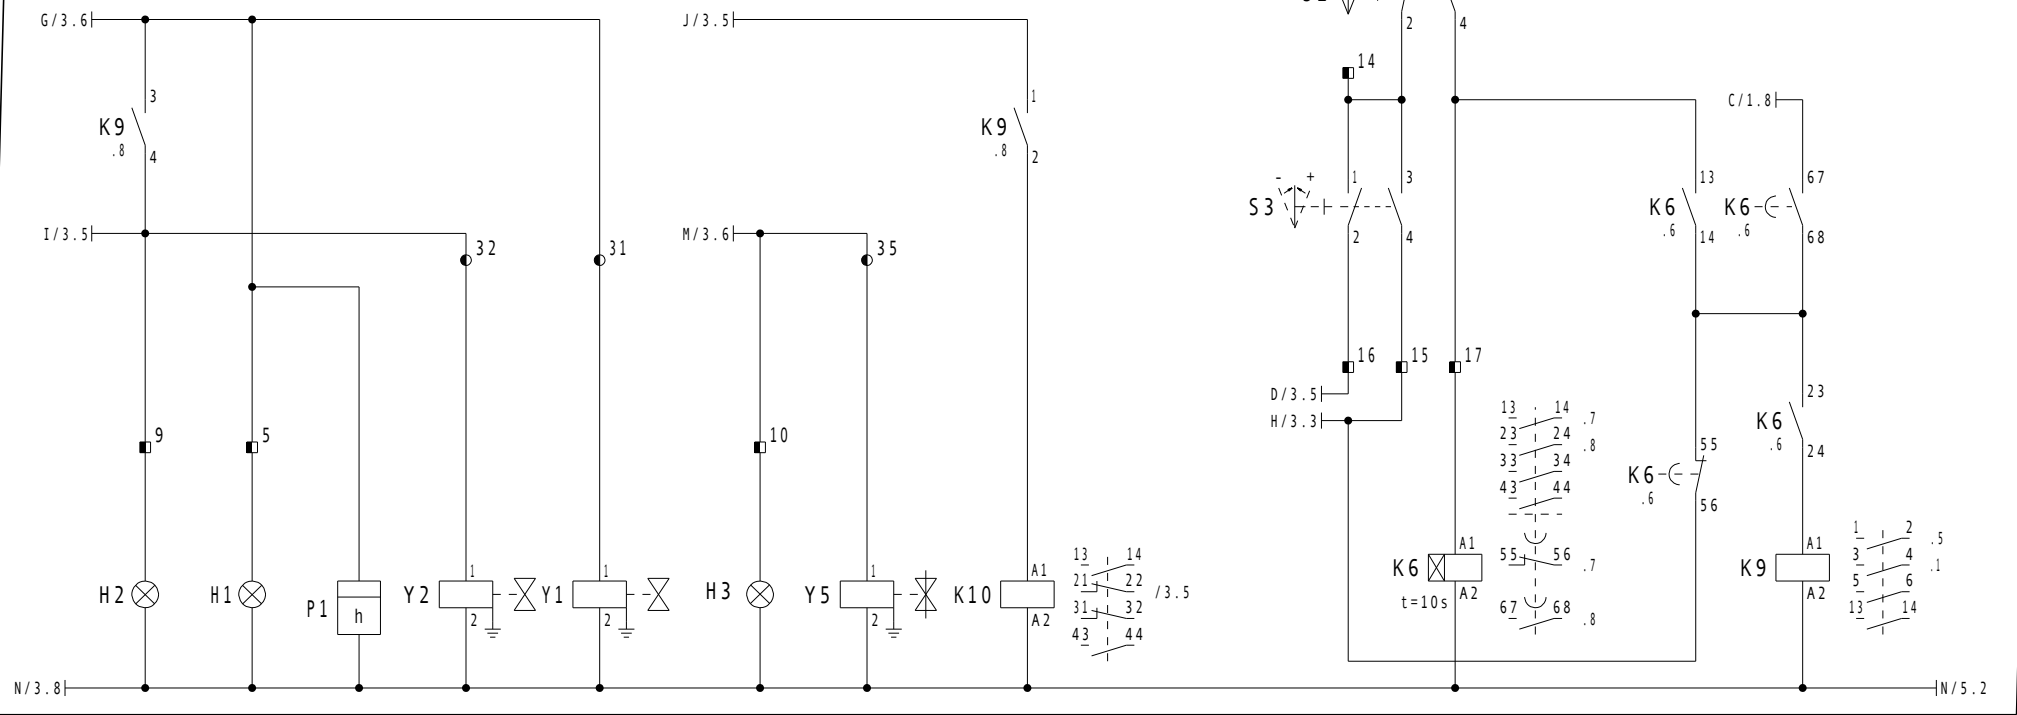 G/3.6
J/3.5
2
4
14
3
K9
.8
4
1
K9
.8
2
C/1.8
- +
S3
1
2
3
4
13
K6
.6
14
67
K6
.6
68
I/3.5
32
31
M/3.6
35
16
15
17
D/3.5
H/3.3
9
5
10
13 14 .7
23 24 .8
33 34
43 44
55 56 .7
67 68 .8
23
K6
.6
24
55
K6
.6
56
H2
H1
P1
h
Y2
1
2
Y1
1
2
H3
Y5
1
2
K10
A1
A2
13 14
21 22 /3.5
31 32
43 44
K6
t=10s
A1
A2
K9
A1
A2
1 2 .5
3 4 .1
5 6
13 14
N/3.8
N/5.2